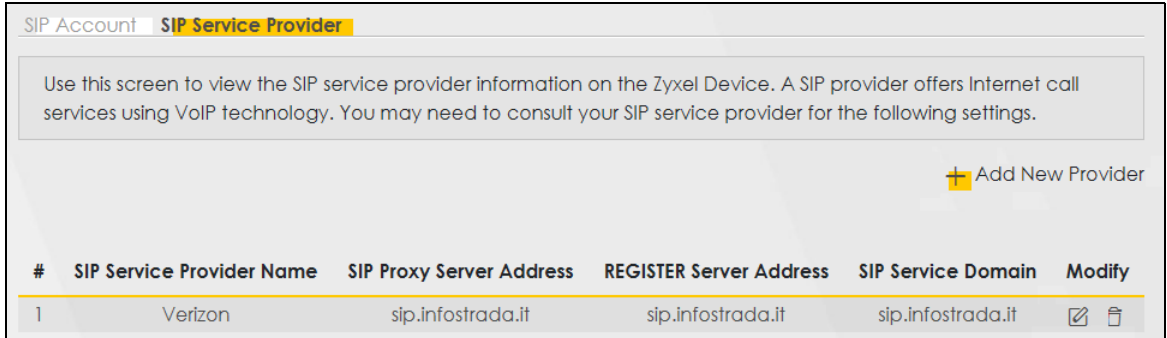 SIP Account SIP Service Provider
Use this screen to view the SIP service provider information on the Zyxel Device. A SIP provider offers Internet call
services using VoIP technology. You may need to consult your SIP service provider for the following settings.
+ Add New Provider
# SIP Service Provider Name SIP Proxy Server Address REGISTER Server Address SIP Service Domain Modify
1 Verizon sip.infostrada.it sip.infostrada.it sip.infostrada.it